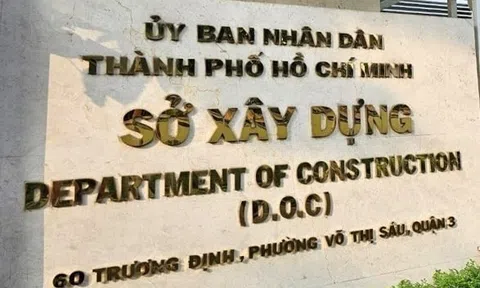 ỦY BAN NHÂN DÂN
THÀNH PHỐ HỒ CHÍ MINH
SỞ XÂY DỰNG
DEPARTMENT OF CONSTRUCTION
(D.O.C)
60 TRƯƠNG ĐỊNH, PHƯỜNG VÕ THỊ SÁU, QUẬN 3